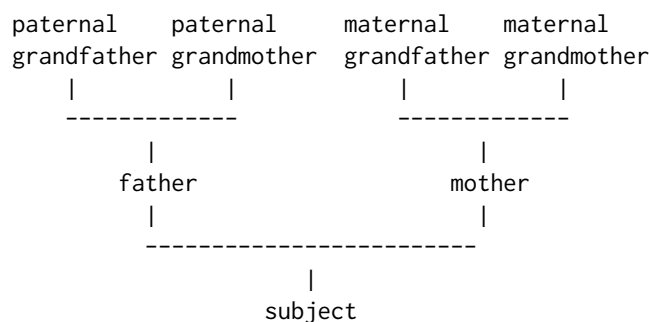 paternal paternal maternal maternal
grandfather grandmother grandfather grandmother
father mother
subject